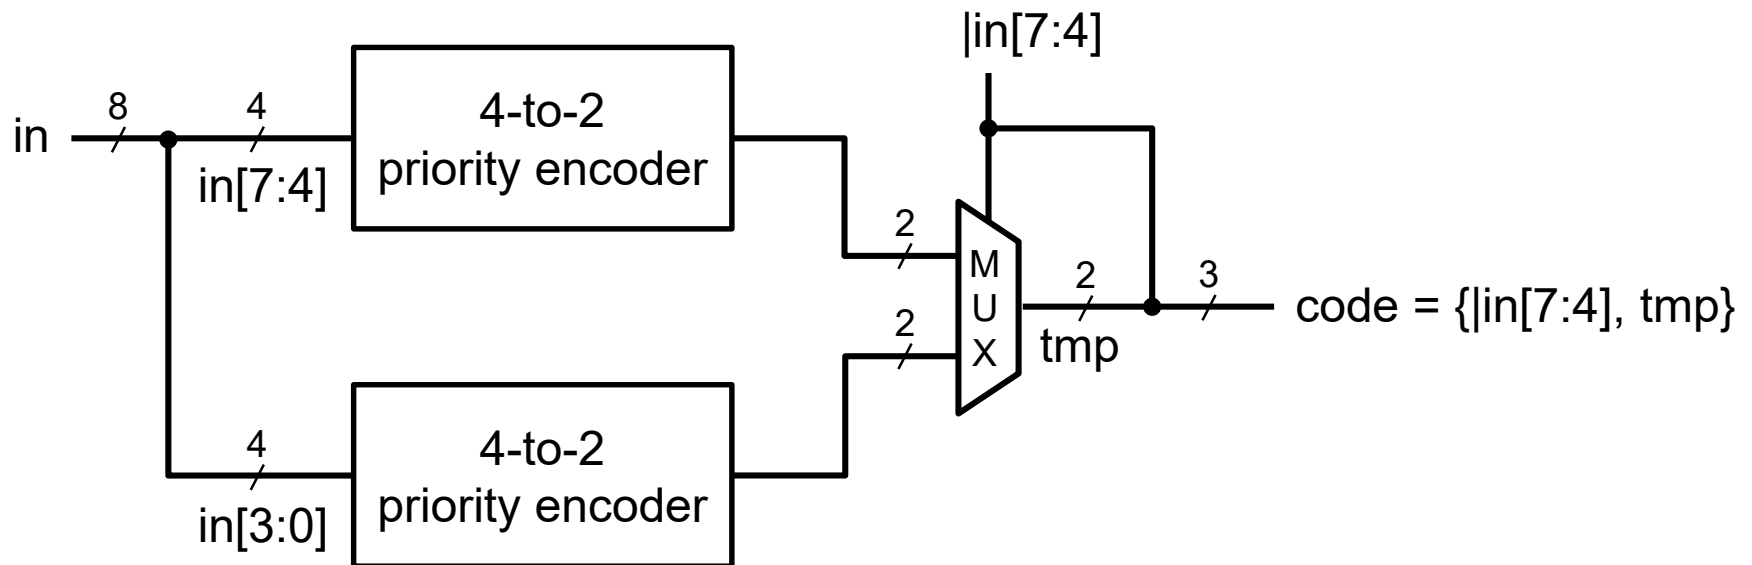 |in[7:4]
8
4
4-to-2
in
priority encoder
in[7:4]
2
M
2
3
U
code = {|in[7:4], tmp}
2
X
tmp
4
4-to-2
priority encoder
in[3:0]